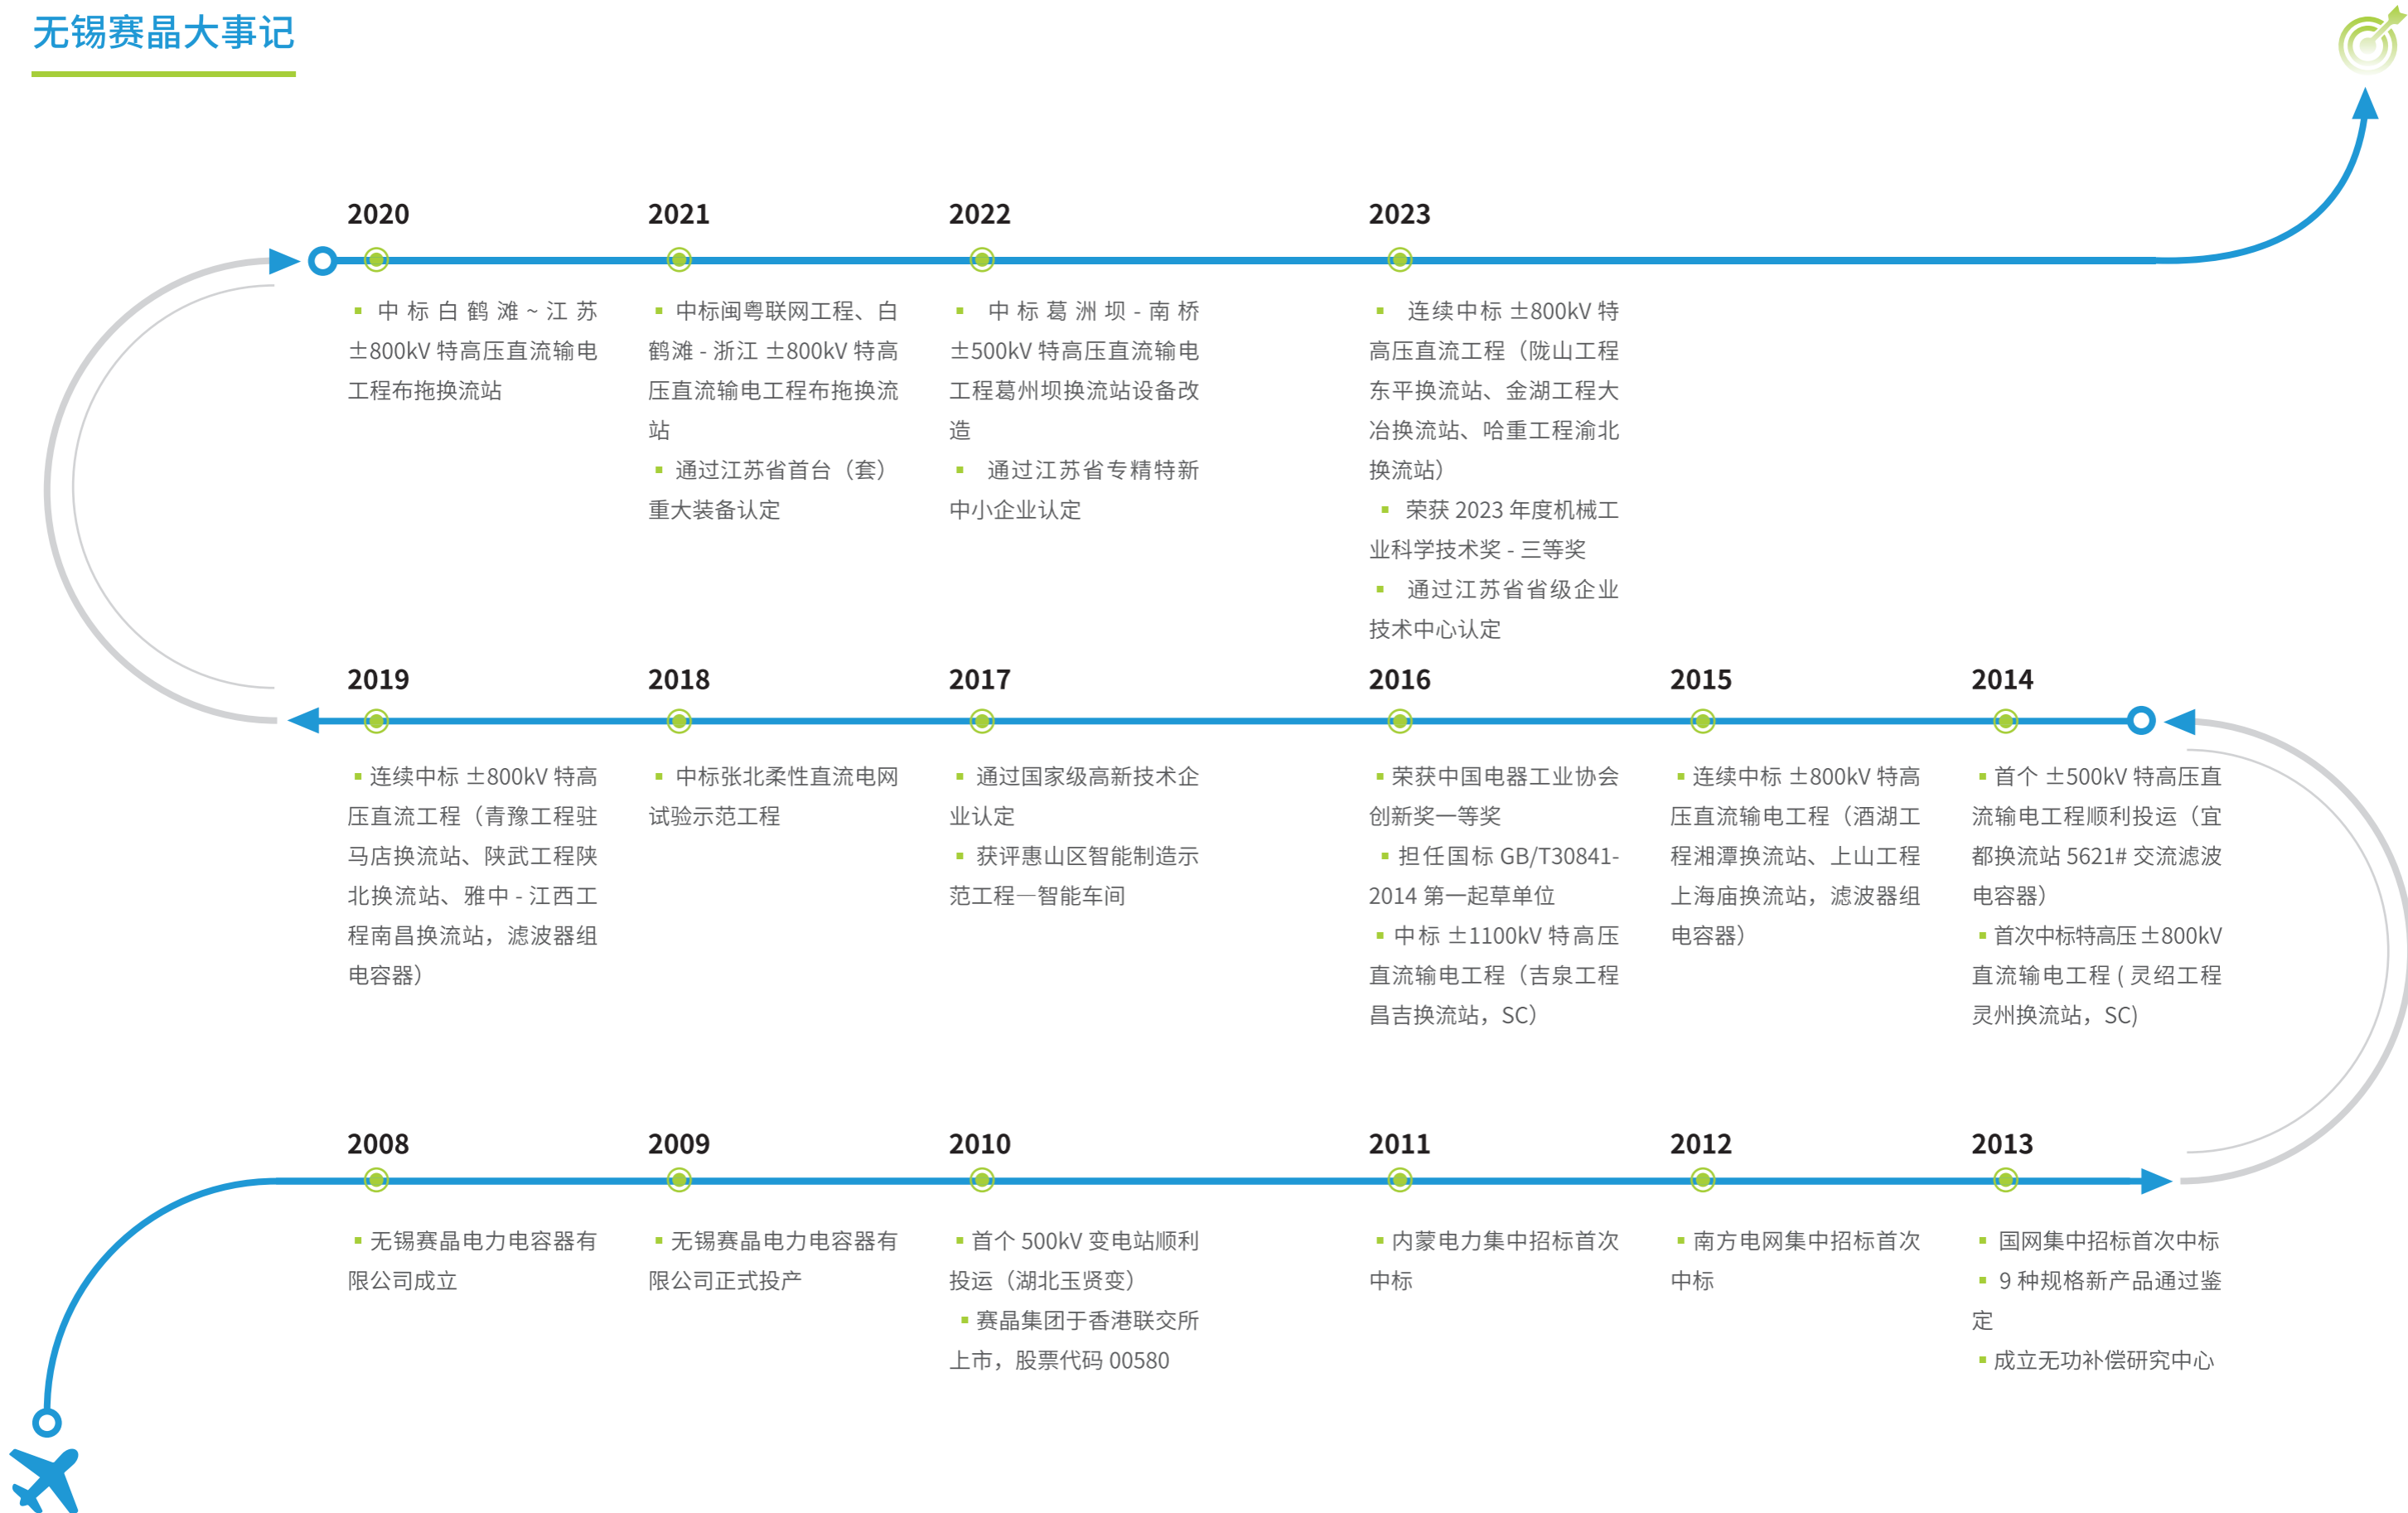 无锡赛晶大事记
2020
▪ 中标白鹤滩~江苏
±800kV 特高压直流输电
工程布拖换流站
2021
▪ 中标闽粤联网工程、白
鹤滩 - 浙江 ±800kV 特高
压直流输电工程布拖换流
站
▪ 通过江苏省首台（套）
重大装备认定
2022
▪ 中标葛洲坝-南桥
±500kV 特高压直流输电
工程葛州坝换流站设备改
造
▪ 通过江苏省专精特新
中小企业认定
2023
▪ 连续中标 ±800kV 特
高压直流工程（陇山工程
东平换流站、金湖工程大
冶换流站、哈重工程渝北
换流站）
▪ 荣获 2023 年度机械工
业科学技术奖 - 三等奖
▪ 通过江苏省省级企业
技术中心认定
2019
▪ 连续中标 ±800kV 特高
压直流工程（青豫工程驻
马店换流站、陕武工程陕
北换流站、雅中 - 江西工
程南昌换流站，滤波器组
电容器）
2018
▪ 中标张北柔性直流电网
试验示范工程
2017
▪ 通过国家级高新技术企
业认定
▪ 获评惠山区智能制造示
范工程—智能车间
2016
▪ 荣获中国电器工业协会
创新奖一等奖
▪ 担任国标 GB/T30841-
2014 第一起草单位
▪ 中标 ±1100kV 特高压
直流输电工程（吉泉工程
昌吉换流站，SC）
2015
▪ 连续中标 ±800kV 特高
压直流输电工程（酒湖工
程湘潭换流站、上山工程
上海庙换流站，滤波器组
电容器）
2014
▪ 首个 ±500kV 特高压直
流输电工程顺利投运（宜
都换流站 5621# 交流滤波
电容器）
▪ 首次中标特高压±800kV
直流输电工程 ( 灵绍工程
灵州换流站，SC)
2008
▪ 无锡赛晶电力电容器有
限公司成立
2009
▪ 无锡赛晶电力电容器有
限公司正式投产
2010
▪ 首个 500kV 变电站顺利
投运（湖北玉贤变）
▪ 赛晶集团于香港联交所
上市，股票代码 00580
2011
▪ 内蒙电力集中招标首次
中标
2012
▪ 南方电网集中招标首次
中标
2013
▪ 国网集中招标首次中标
▪ 9 种规格新产品通过鉴
定
▪ 成立无功补偿研究中心